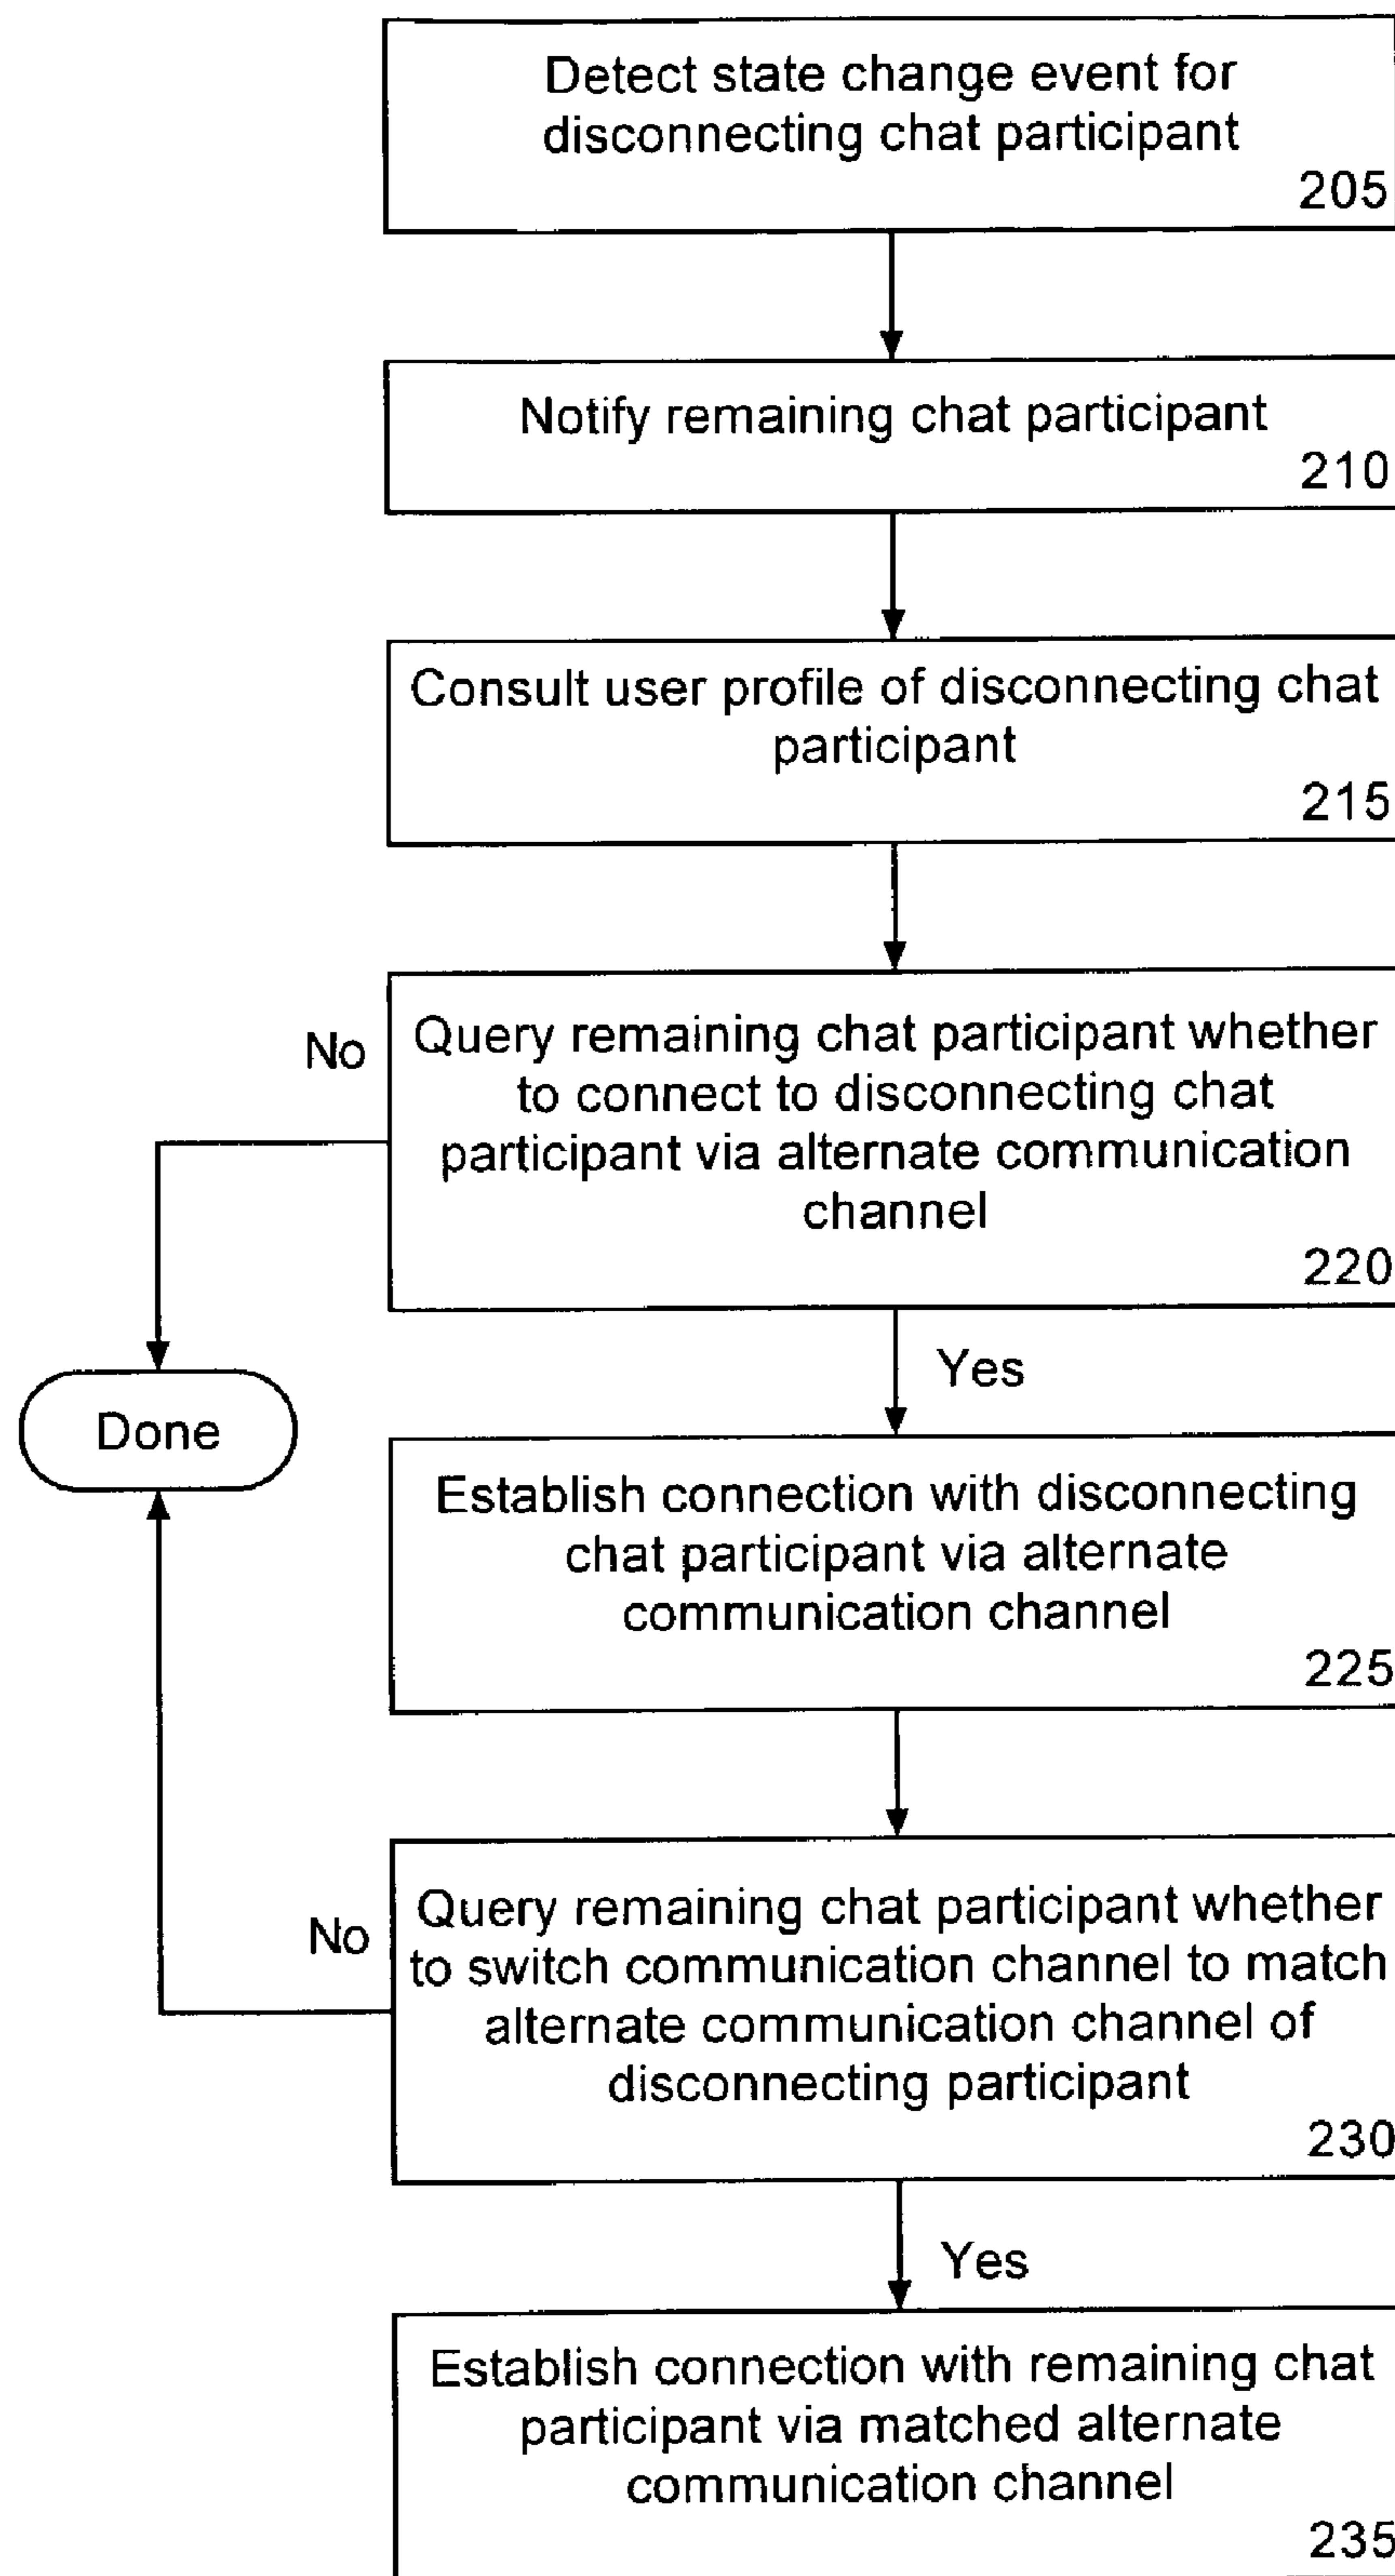 Detect state change event for
disconnecting chat participant
205
Notify remaining chat participant
210
Consult user profile of disconnecting chat
participant
215
No
Query remaining chat participant whether
to connect to disconnecting chat
participant via alternate communication
channel
220
Yes
Done
Establish connection with disconnecting
chat participant via alternate
communication channel
225
No
Query remaining chat participant whether
to switch communication channel to match
alternate communication channel of
disconnecting participant
230
Yes
Establish connection with remaining chat
participant via matched alternate
communication channel
235